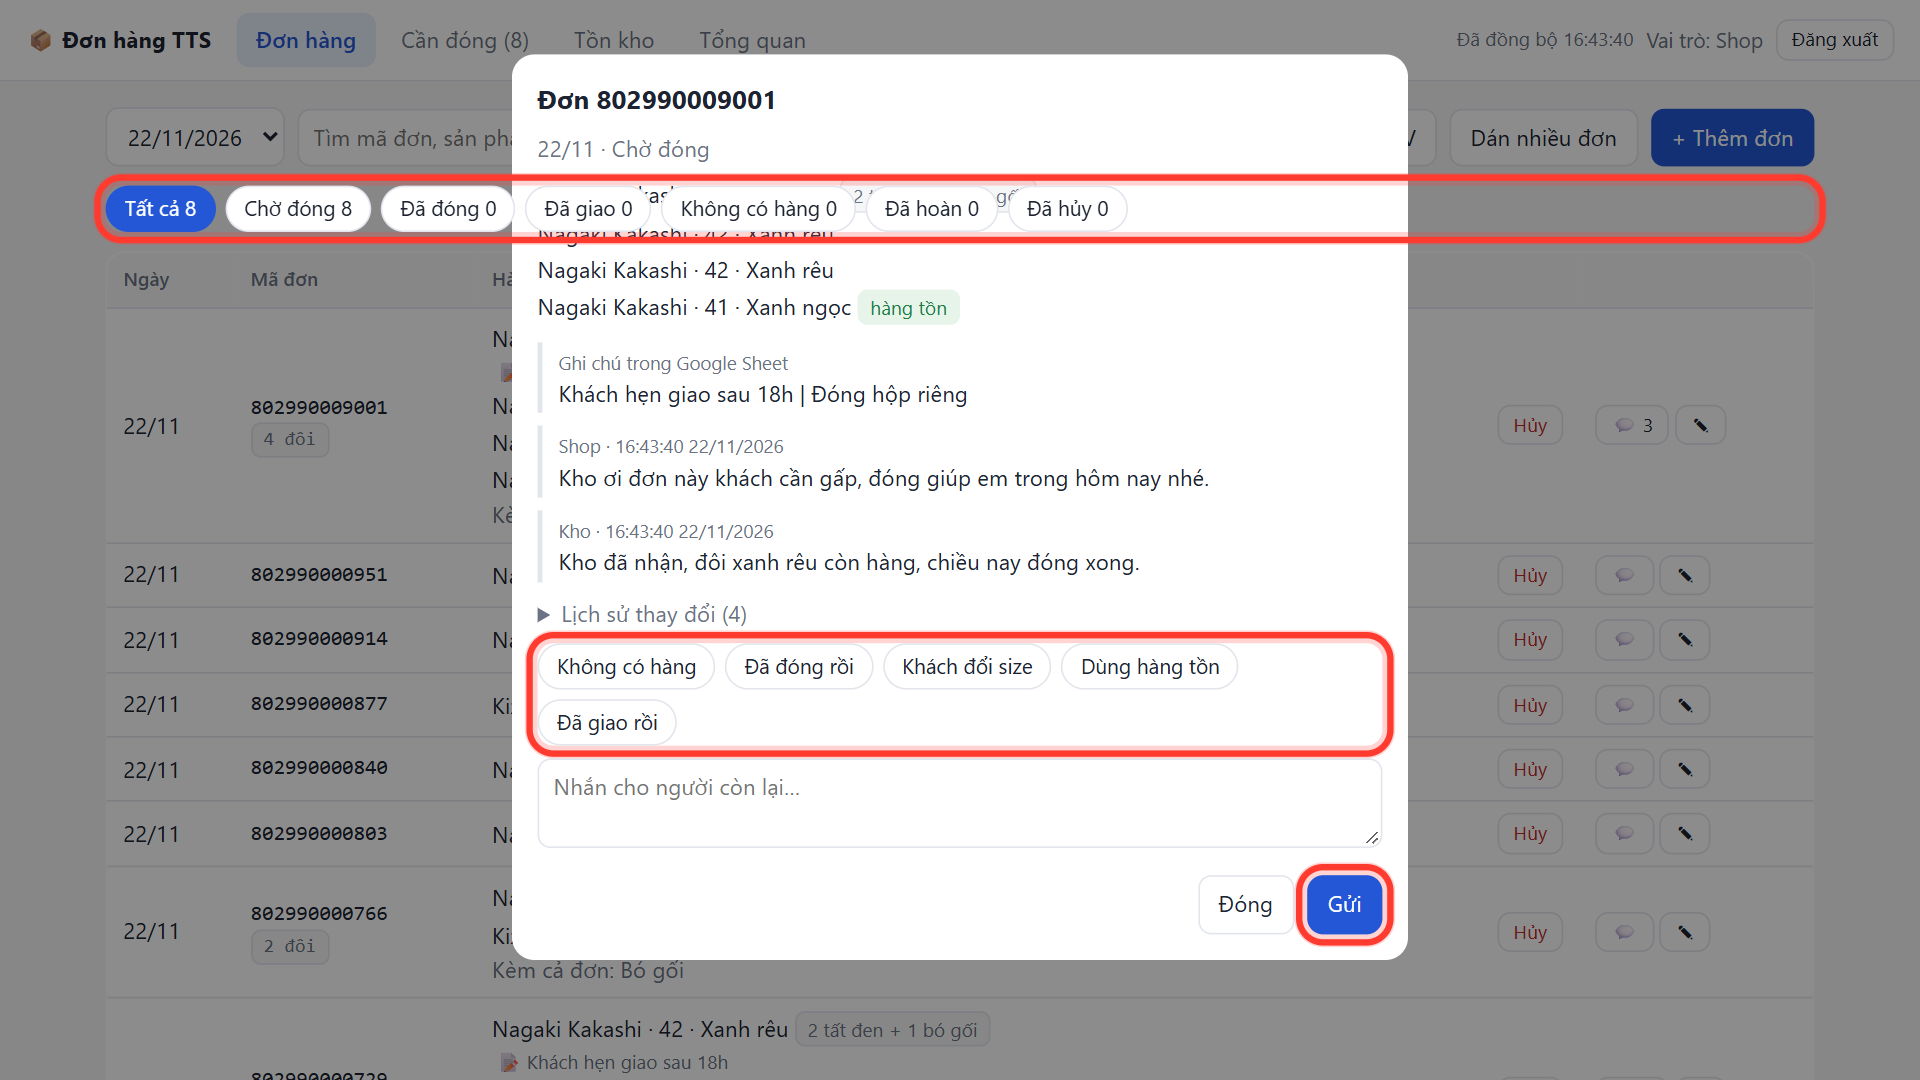 Đơn hàng TTS
Đơn hàng
Cần đóng (8)
Tồn kho
Tổng quan
Đã đồng bộ 16:43:40
Vai trò: Shop
Đăng xuất
22/11/2026
Tìm mã đơn, sản
Dán nhiều đơn
+ Thêm đơn
Đơn 802990009001
22/11 · Chờ đóng
Tất cả 8
Chờ đóng 8
Đã đóng 0
Đã giao 0
Không có hàng 0
Đã hoàn 0
Đã hủy 0
Nagaki Kakashi · 42 · Xanh rêu
Nagaki Kakashi · 42 · Xanh rêu
Nagaki Kakashi · 41 · Xanh ngọc hàng tồn
Ghi chú trong Google Sheet
Khách hẹn giao sau 18h | Đóng hộp riêng
Shop · 16:43:40 22/11/2026
Kho ơi đơn này khách cần gấp, đóng giúp em trong hôm nay nhé.
Kho · 16:43:40 22/11/2026
Kho đã nhận, đôi xanh rêu còn hàng, chiều nay đóng xong.
▶ Lịch sử thay đổi (4)
Không có hàng
Đã đóng rồi
Khách đổi size
Dùng hàng tồn
Đã giao rồi
Nhắn cho người còn lại...
Đóng
Gửi
Ngày
Mã đơn
22/11
802990009001
4 đôi
Hủy
3
22/11
802990000951
Hủy
22/11
802990000914
Hủy
22/11
802990000877
Hủy
22/11
802990000840
Hủy
22/11
802990000803
Hủy
22/11
802990000766
2 đôi
Kèm cả đơn: Bó gối
Hủy
Nagaki Kakashi · 42 · Xanh rêu 2 tất đen + 1 bó gối
Khách hẹn giao sau 18h
802990000729